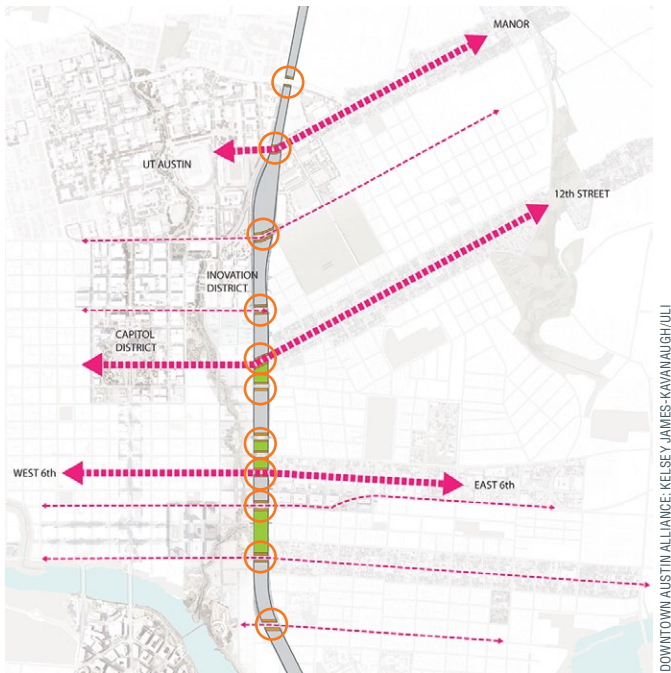 MANOR
UT AUSTIN
12th STREET
INOVATION
DISTRICT
CAPITOL
DISTRICT
WEST 6th
EAST 6th
DOWNTOWN AUSTIN ALLIANCE; KELSEY JAMES-KAVANAUGH/ULI